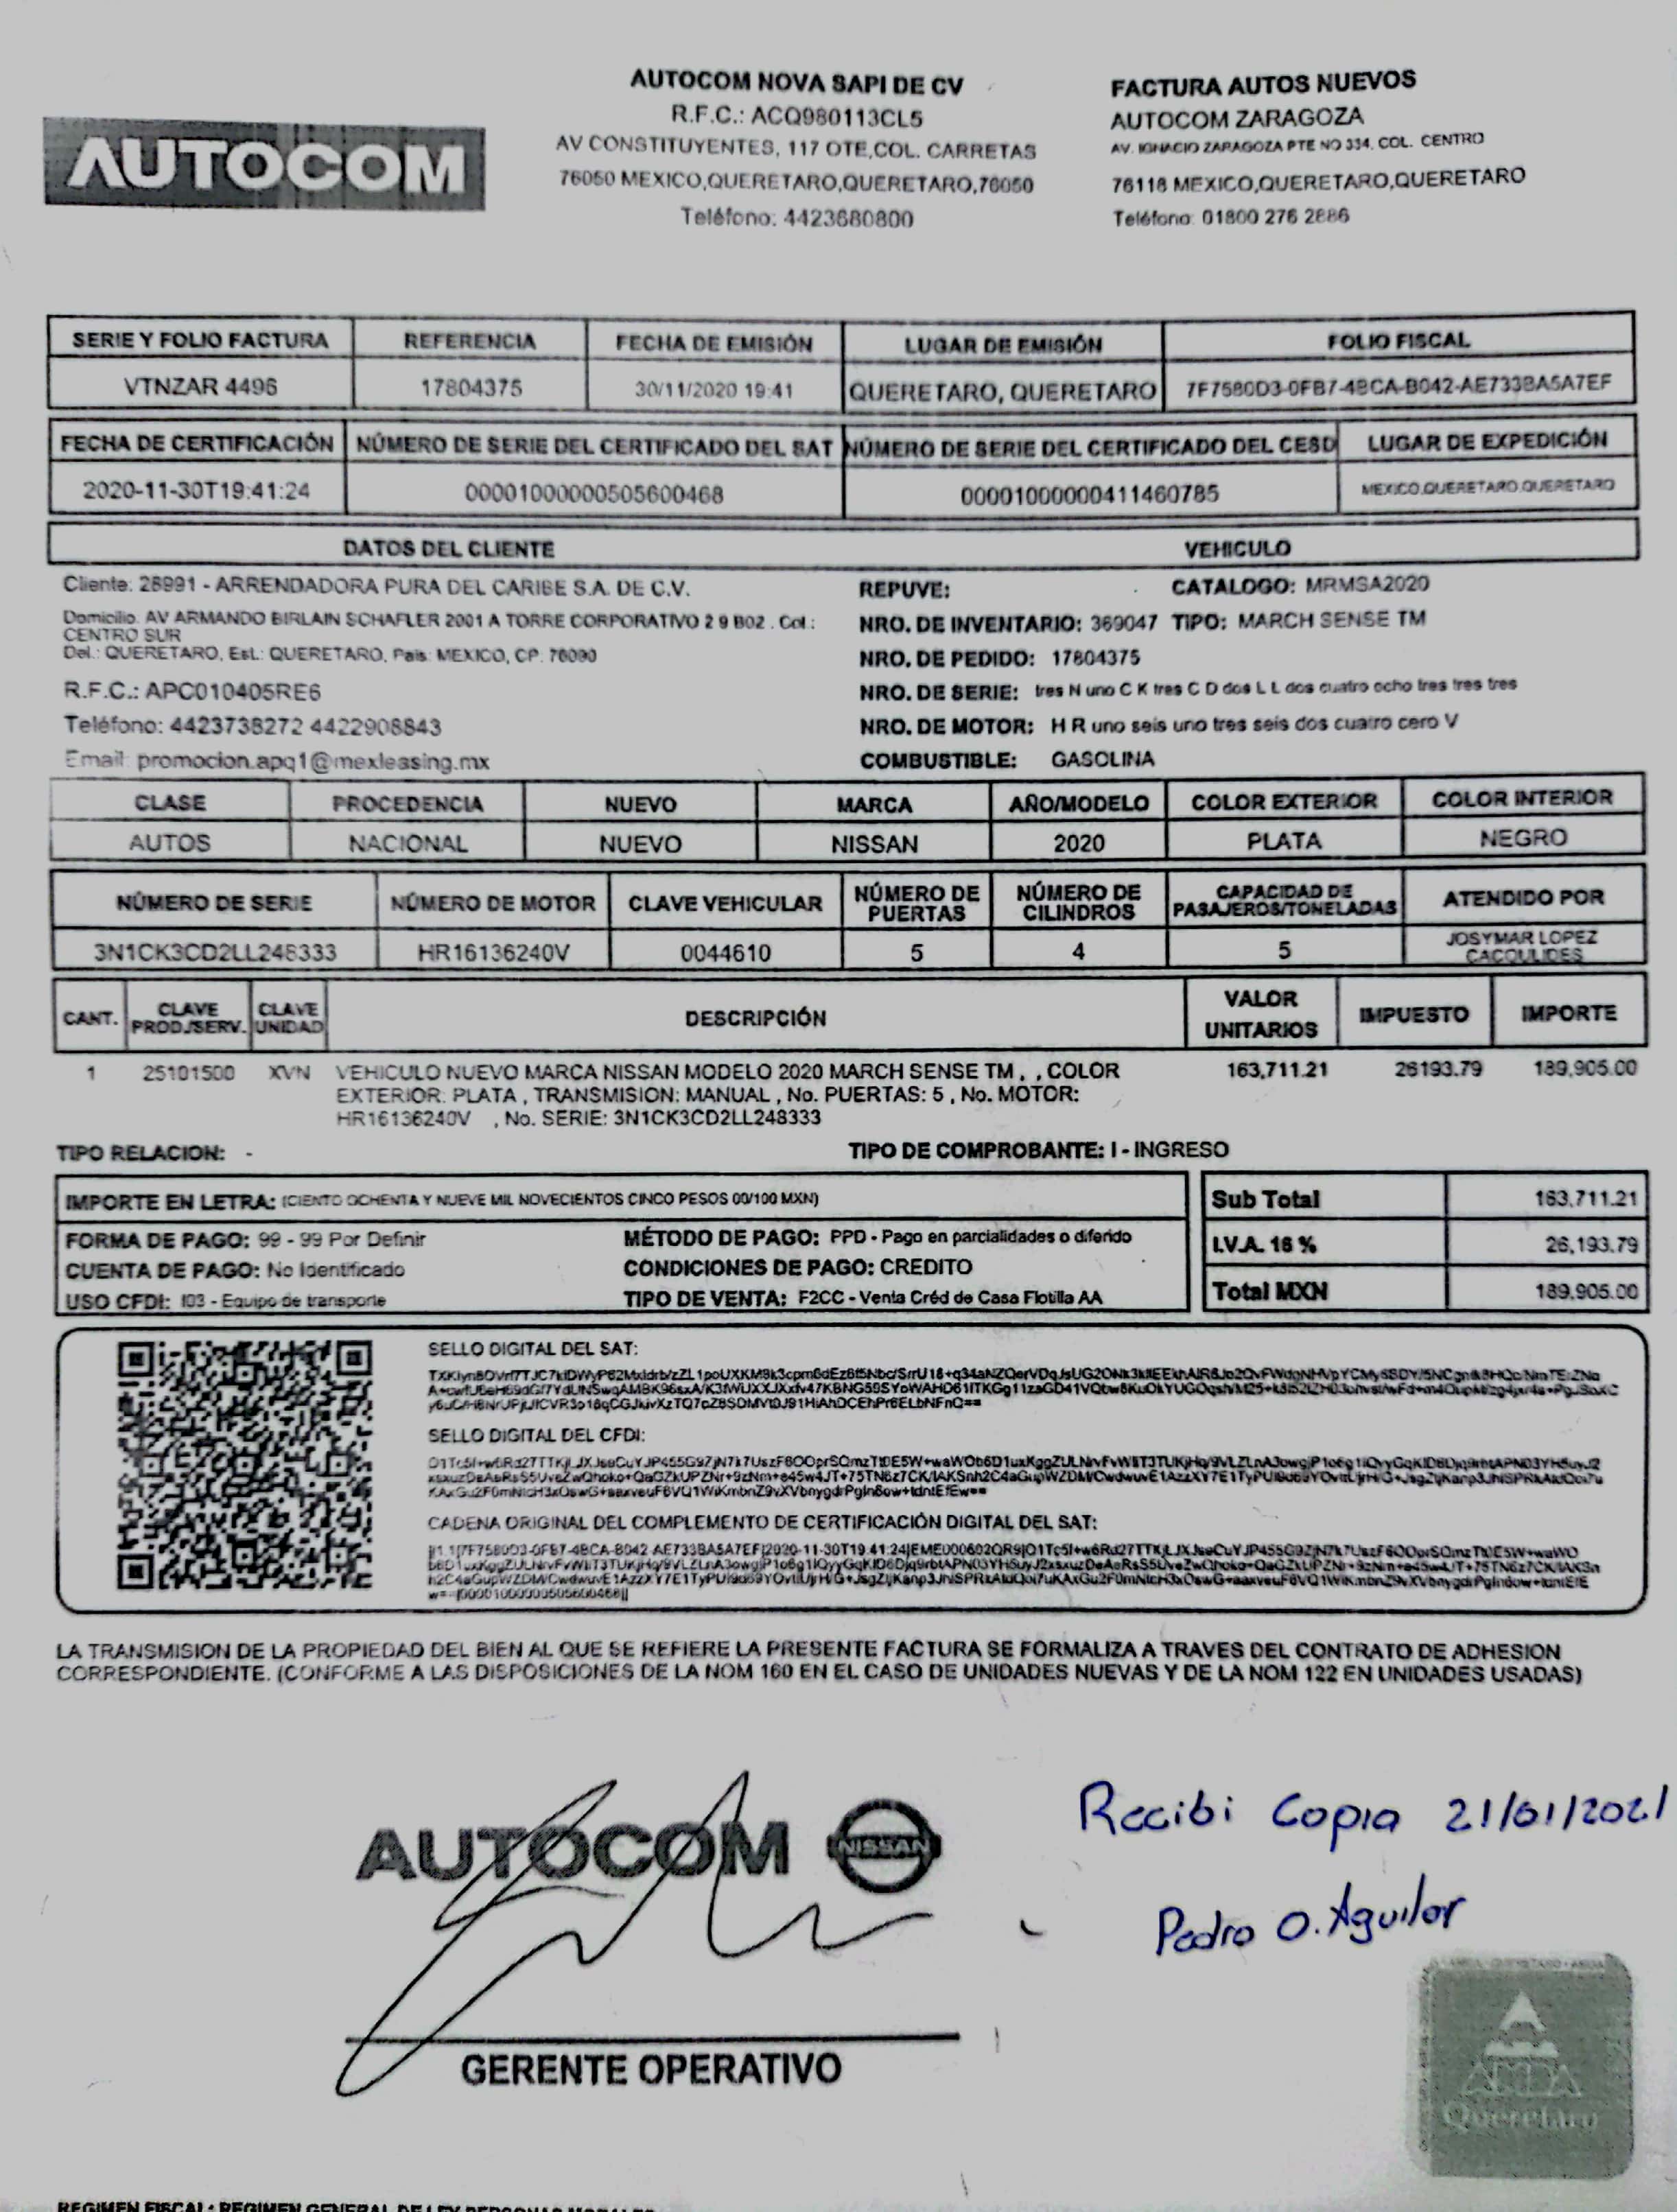 AUTOCOM
AUTOCOM NOVA SAPI DE CV
R.F.C.: ACQ980113CL5
AV CONSTITUYENTES, 117 OTE,COL. CARRETAS
76050 MEXICO,QUERETARO,QUERETARO,76050
Teléfono: 4423680800
FACTURA AUTOS NUEVOS
AUTOCOM ZARAGOZA
AV. IGNACIO ZARAGOZA PTE NO 334, COL. CENTRO
76118 MEXICO,QUERETARO,QUERETARO
Teléfono: 01800 276 2886
SERIE Y FOLIO FACTURA REFERENCIA FECHA DE EMISIÓN LUGAR DE EMISIÓN FOLIO FISCAL
VTNZAR 4496 17804375 30/11/2020 19:41 QUERETARO, QUERETARO 7F7580D3-0FB7-4BCA-B042-AE733BA5A7EF
FECHA DE CERTIFICACIÓN NÚMERO DE SERIE DEL CERTIFICADO DEL SAT NÚMERO DE SERIE DEL CERTIFICADO DEL CESD LUGAR DE EXPEDICIÓN
2020-11-30T19:41:24 00001000000505600468 00001000000411460785 MEXICO,QUERETARO,QUERETARO
DATOS DEL CLIENTE VEHICULO
Cliente: 28991 - ARRENDADORA PURA DEL CARIBE S.A. DE C.V.
Domicilio: AV ARMANDO BIRLAIN SCHAFLER 2001 A TORRE CORPORATIVO 2 9 B02 . Col.:
CENTRO SUR
Del.: QUERETARO, Est.: QUERETARO, Pais: MEXICO, CP. 76090
R.F.C.: APC010405RE6
Teléfono: 4423738272 4422908843
Email: promocion.apq1@mexleasing.mx
REPUVE: CATALOGO: MRMSA2020
NRO. DE INVENTARIO: 369047 TIPO: MARCH SENSE TM
NRO. DE PEDIDO: 17804375
NRO. DE SERIE: tres N uno C K tres C D dos L L dos cuatro ocho tres tres tres
NRO. DE MOTOR: H R uno seis uno tres seis dos cuatro cero V
COMBUSTIBLE: GASOLINA
CLASE PROCEDENCIA NUEVO MARCA AÑO/MODELO COLOR EXTERIOR COLOR INTERIOR
AUTOS NACIONAL NUEVO NISSAN 2020 PLATA NEGRO
NÚMERO DE SERIE NÚMERO DE MOTOR CLAVE VEHICULAR NÚMERO DE PUERTAS NÚMERO DE CILINDROS CAPACIDAD DE PASAJEROS/TONELADAS ATENDIDO POR
3N1CK3CD2LL248333 HR16136240V 0044610 5 4 5 JOSYMAR LOPEZ CACOULIDES
CANT. CLAVE PROD./SERV. CLAVE UNIDAD DESCRIPCIÓN VALOR UNITARIOS IMPUESTO IMPORTE
1 25101500 XVN VEHICULO NUEVO MARCA NISSAN MODELO 2020 MARCH SENSE TM , , COLOR 163,711.21 26193.79 189,905.00
EXTERIOR: PLATA , TRANSMISION: MANUAL , No. PUERTAS: 5 , No. MOTOR:
HR16136240V , No. SERIE: 3N1CK3CD2LL248333
TIPO RELACION: - TIPO DE COMPROBANTE: I - INGRESO
IMPORTE EN LETRA: (CIENTO OCHENTA Y NUEVE MIL NOVECIENTOS CINCO PESOS 00/100 MXN)
FORMA DE PAGO: 99 - 99 Por Definir MÉTODO DE PAGO: PPD - Pago en parcialidades o diferido
CUENTA DE PAGO: No Identificado CONDICIONES DE PAGO: CREDITO
USO CFDI: I03 - Equipo de transporte TIPO DE VENTA: F2CC - Venta Créd de Casa Flotilla AA
Sub Total 163,711.21
I.V.A. 16 % 26,193.79
Total MXN 189,905.00
SELLO DIGITAL DEL SAT:
SELLO DIGITAL DEL CFDI:
CADENA ORIGINAL DEL COMPLEMENTO DE CERTIFICACIÓN DIGITAL DEL SAT:
LA TRANSMISION DE LA PROPIEDAD DEL BIEN AL QUE SE REFIERE LA PRESENTE FACTURA SE FORMALIZA A TRAVES DEL CONTRATO DE ADHESION
CORRESPONDIENTE. (CONFORME A LAS DISPOSICIONES DE LA NOM 160 EN EL CASO DE UNIDADES NUEVAS Y DE LA NOM 122 EN UNIDADES USADAS)
AUTOCOM NISSAN
Recibi Copia 21/01/2021
Pedro O. Aguilar
GERENTE OPERATIVO
AMDA
Querétaro
REGIMEN FISCAL: REGIMEN GENERAL DE LEY PERSONAS MORALES